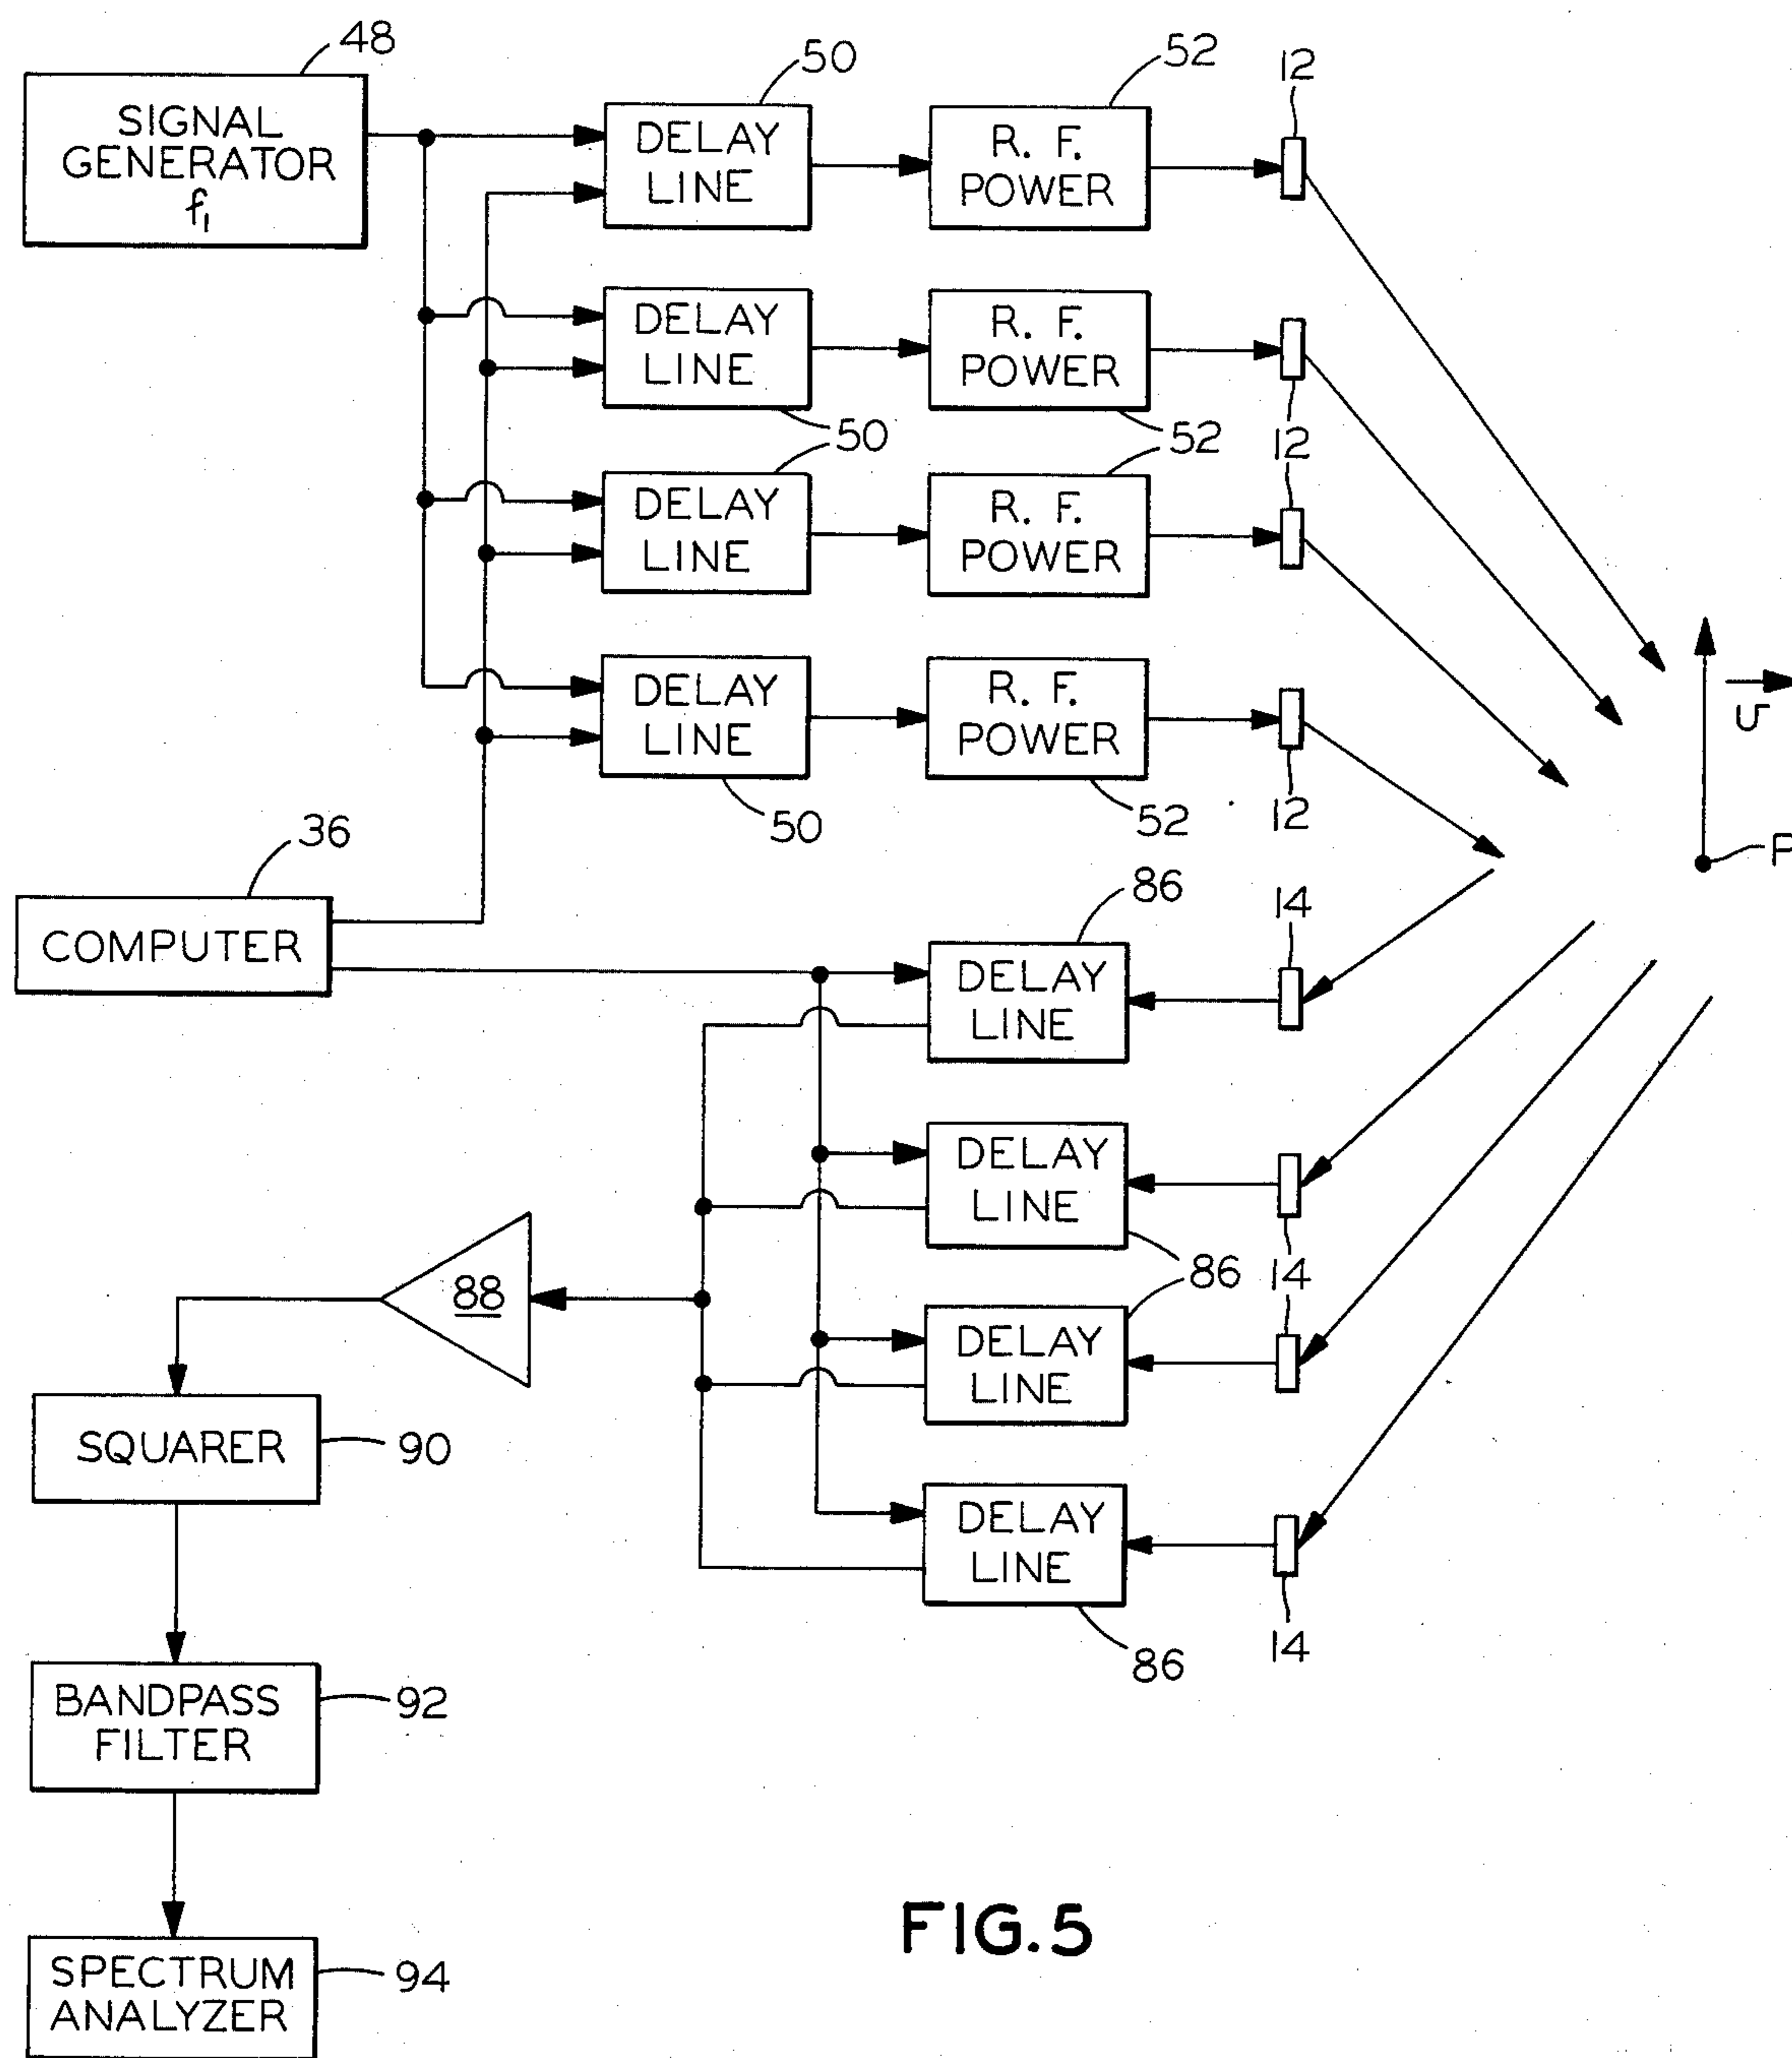 48
SIGNAL
GENERATOR
f₁
50
DELAY
LINE
52
R. F.
POWER
12
DELAY
LINE
50
R. F.
POWER
52
12
DELAY
LINE
50
R. F.
POWER
52
12
DELAY
LINE
50
R. F.
POWER
52
12
P
36
COMPUTER
86
DELAY
LINE
14
DELAY
LINE
86
14
DELAY
LINE
14
DELAY
LINE
86
14
88
SQUARER
90
BANDPASS
FILTER
92
SPECTRUM
ANALYZER
94
FIG.5